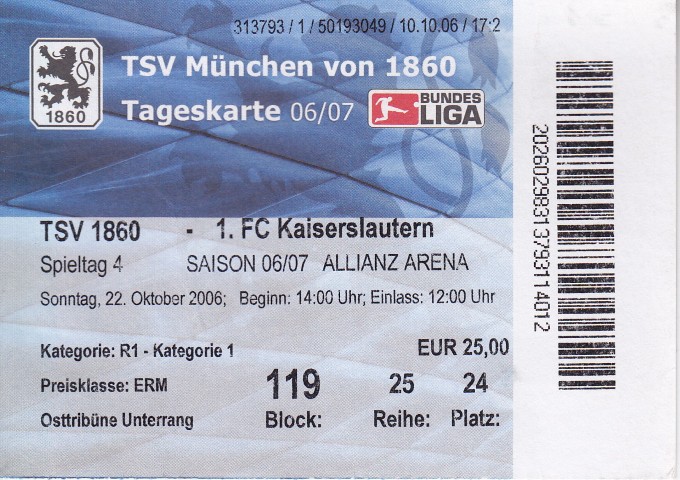 313793 / 1 / 50193049 / 10.10.06 / 17:2
TSV München von 1860
1860
Tageskarte 06/07
BUNDES
LIGA
TSV 1860 - 1. FC Kaiserslautern
Spieltag 4 SAISON 06/07 ALLIANZ ARENA
Sonntag, 22. Oktober 2006; Beginn: 14:00 Uhr; Einlass: 12:00 Uhr
Kategorie: R1 - Kategorie 1 EUR 25,00
Preisklasse: ERM 119 25 24
Osttribüne Unterrang Block: Reihe: Platz:
20260298313793114012